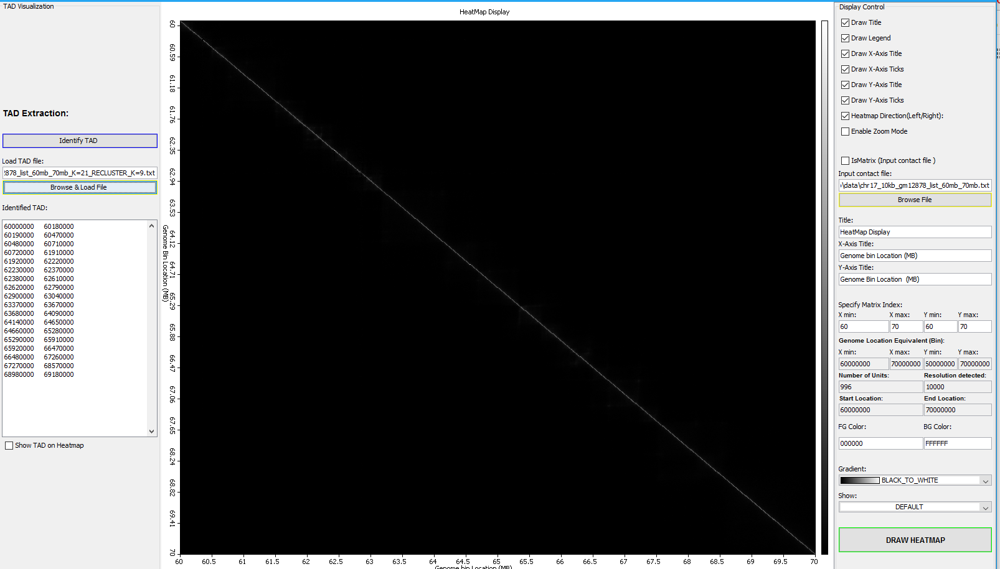 TAD Visualization
TAD Extraction:
Identify TAD
Load TAD file:
!878_list_60mb_70mb_K=21_RECLUSTER_K=9.txt
Browse & Load File
Identified TAD:
60000000 60180000
60190000 60470000
60480000 60710000
60720000 61910000
61920000 62220000
62230000 62370000
62380000 62610000
62620000 62790000
62900000 63040000
63370000 63670000
63680000 64090000
64140000 64650000
64660000 65280000
65290000 65910000
65920000 66470000
66480000 67260000
67270000 68570000
68980000 69180000
Show TAD on Heatmap
HeatMap Display
60
60.59
61.18
61.76
62.35
62.94
63.53
64.12
64.71
65.29
65.88
66.47
67.06
67.65
68.24
68.82
69.41
70
Genome Bin Location (MB)
60 60.5 61 61.5 62 62.5 63 63.5 64 64.5 65 65.5 66 66.5 67 67.5 68 68.5 69 69.5 70
Genome bin Location (MB)
Display Control
Draw Title
Draw Legend
Draw X-Axis Title
Draw X-Axis Ticks
Draw Y-Axis Title
Draw Y-Axis Ticks
Heatmap Direction(Left/Right):
Enable Zoom Mode
IsMatrix (Input contact file )
Input contact file:
\data\chr17_10kb_gm12878_list_60mb_70mb.txt
Browse File
Title:
HeatMap Display
X-Axis Title:
Genome bin Location (MB)
Y-Axis Title:
Genome Bin Location (MB)
Specify Matrix Index:
X min: X max: Y min: Y max:
60 70 60 70
Genome Location Equivalent (Bin):
X min: X max: Y min: Y max:
60000000 70000000 60000000 70000000
Number of Units: Resolution detected:
996 10000
Start Location: End Location:
60000000 70000000
FG Color: BG Color:
000000 FFFFFF
Gradient:
BLACK_TO_WHITE
Show:
DEFAULT
DRAW HEATMAP